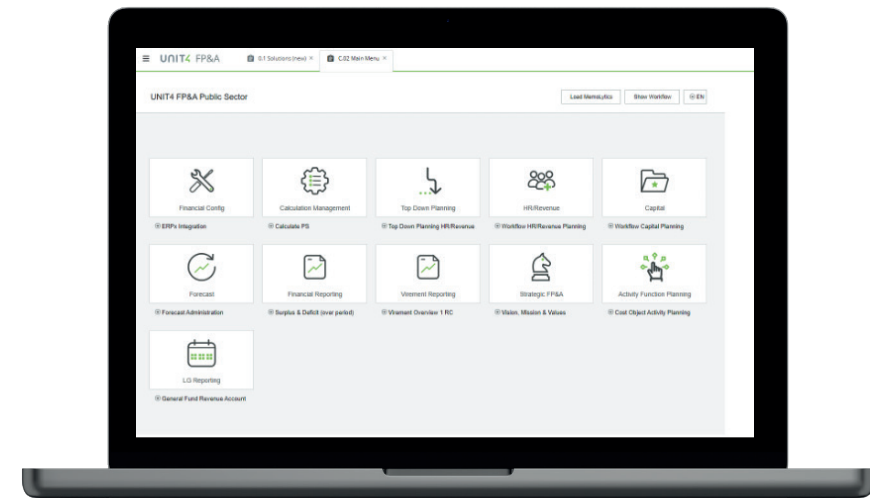 UNIT4 FP&A
0.1 Solutions (new) ×
C.02 Main Menu ×
UNIT4 FP&A Public Sector
Load MemoLytics
Show Workflow
EN
Financial Config
Calculation Management
Top Down Planning
HR/Revenue
Capital
ERPx Integration
Calculate PS
Top Down Planning HR/Revenue
Workflow HR/Revenue Planning
Workflow Capital Planning
Forecast
Financial Reporting
Virement Reporting
Strategic FP&A
Activity Function Planning
Forecast Administration
Surplus & Deficit (over period)
Virement Overview 1 RC
Vision, Mission & Values
Cost Object Activity Planning
LG Reporting
General Fund Revenue Account